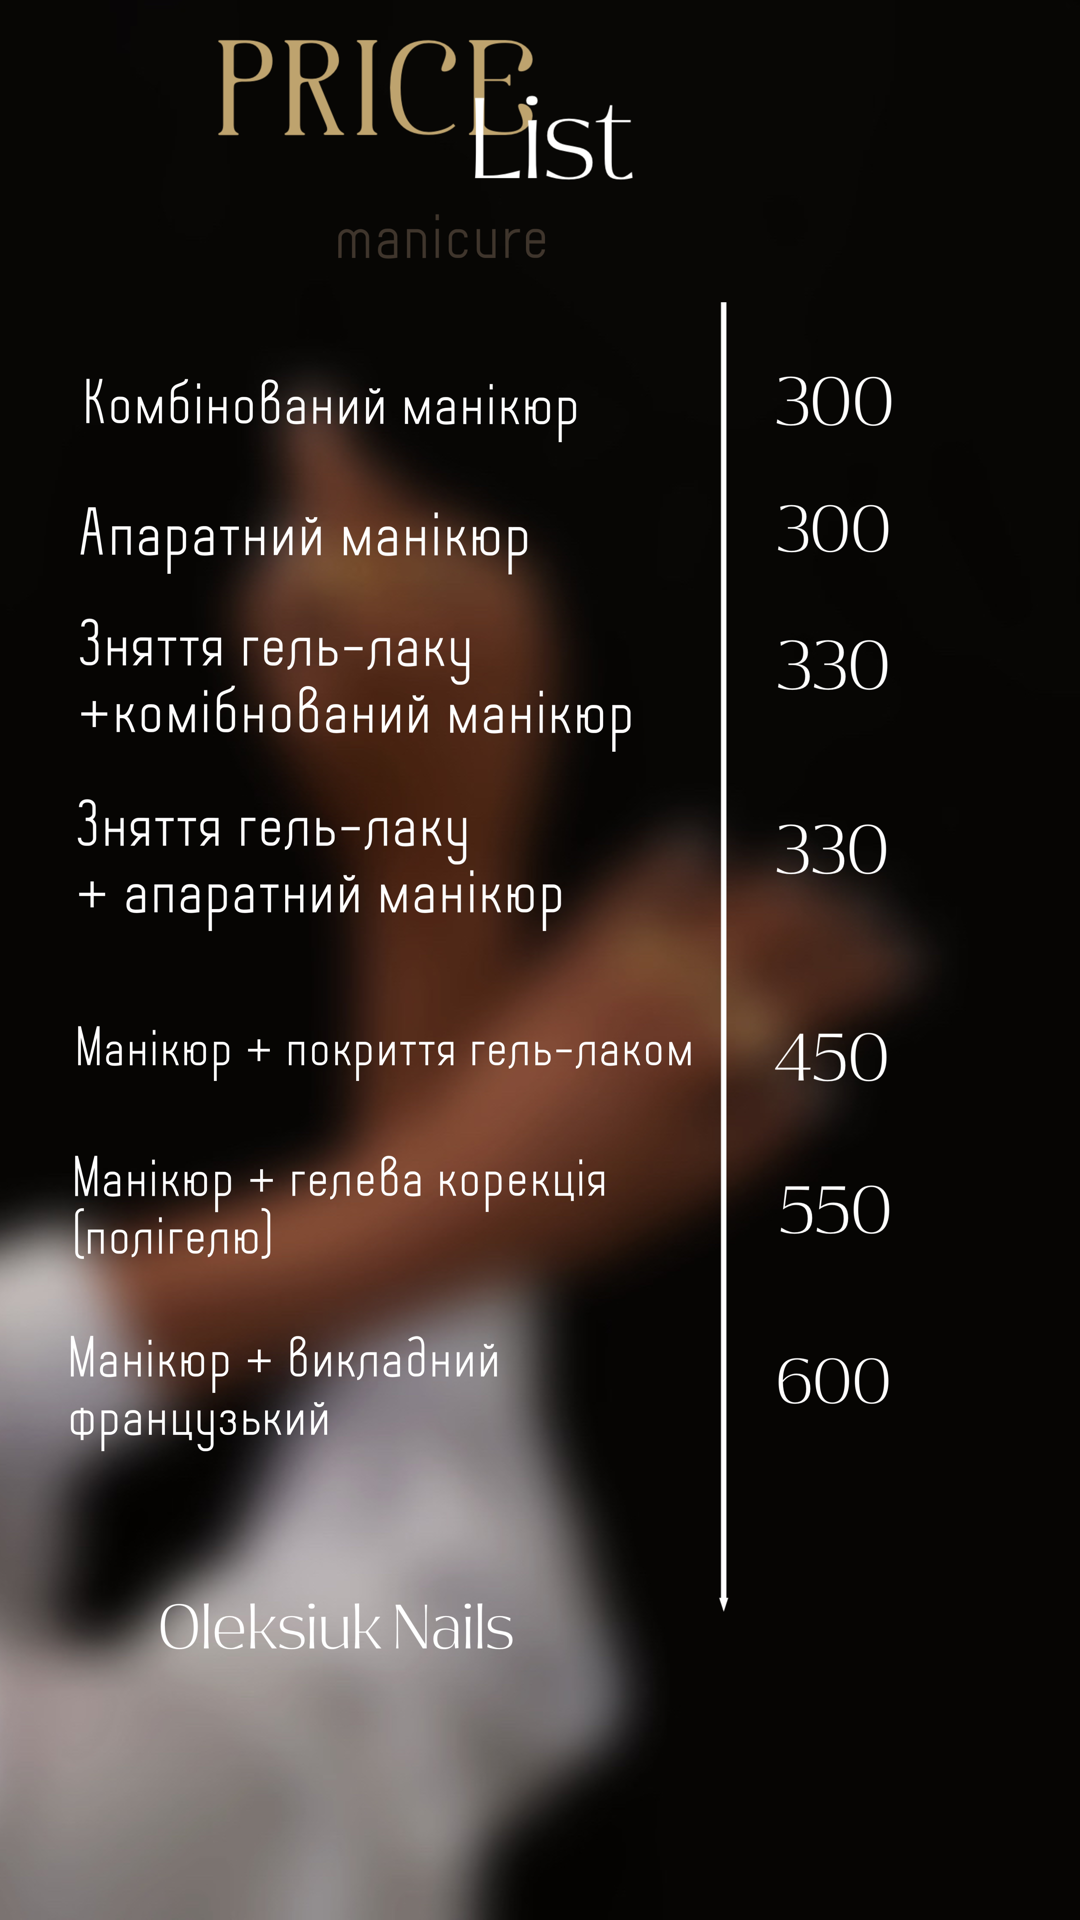 PRICE
List
manicure
Комбінований манікюр 300
Апаратний манікюр 300
Зняття гель-лаку
+комібнований манікюр 330
Зняття гель-лаку
+ апаратний манікюр 330
Манікюр + покриття гель-лаком 450
Манікюр + гелева корекція
(полігелю) 550
Манікюр + викладний
французький 600
Oleksiuk Nails